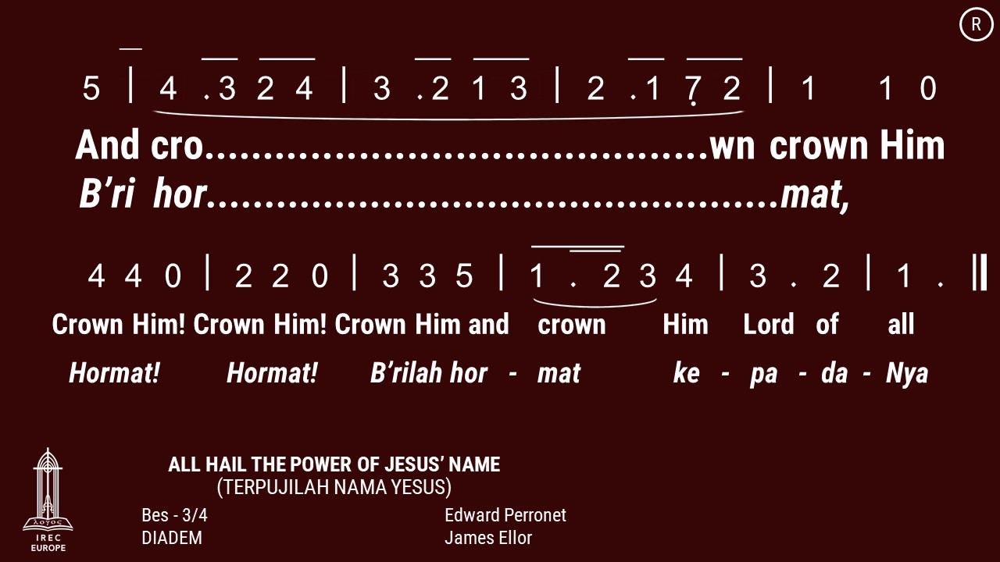 R
5 | 4 .3 2 4 | 3 .2 1 3 | 2 .1 7̣ 2 | 1 1 0
And cro...........................................wn crown Him
B’ri hor.................................................mat,
4 4 0 | 2 2 0 | 3 3 5 | 1 . 2 3 4 | 3 . 2 | 1 . ||
Crown Him! Crown Him! Crown Him and crown Him Lord of all
Hormat! Hormat! B’rilah hor - mat ke - pa - da - Nya
ALL HAIL THE POWER OF JESUS’ NAME
(TERPUJILAH NAMA YESUS)
Bes - 3/4 Edward Perronet
DIADEM James Ellor
λογος
IREC
EUROPE